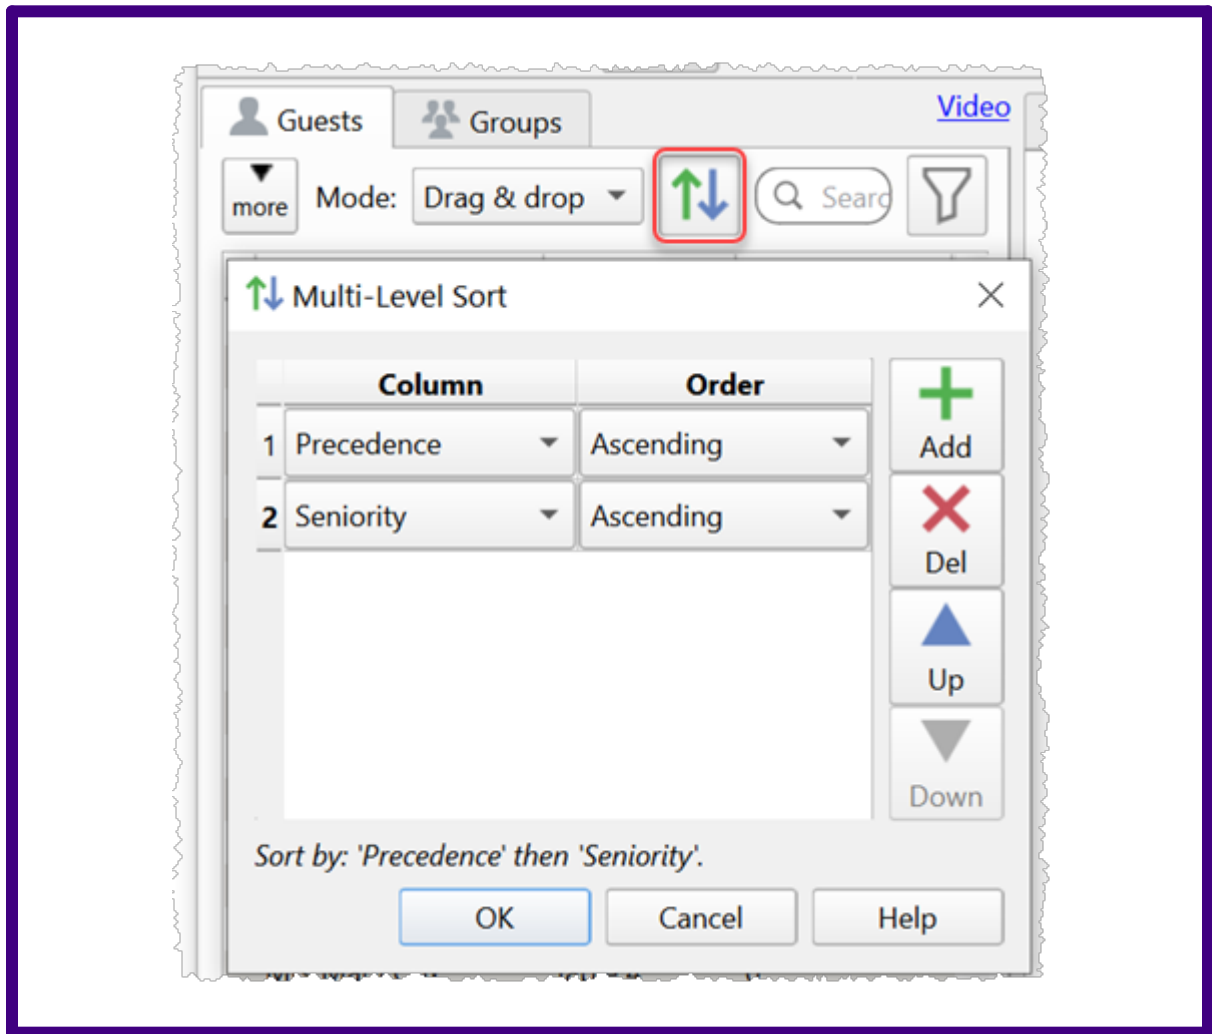 Guests Groups Video
more Mode: Drag & drop Searc
Multi-Level Sort
Column Order
1 Precedence Ascending
Add
2 Seniority Ascending
Del
Up
Down
Sort by: 'Precedence' then 'Seniority'.
OK Cancel Help